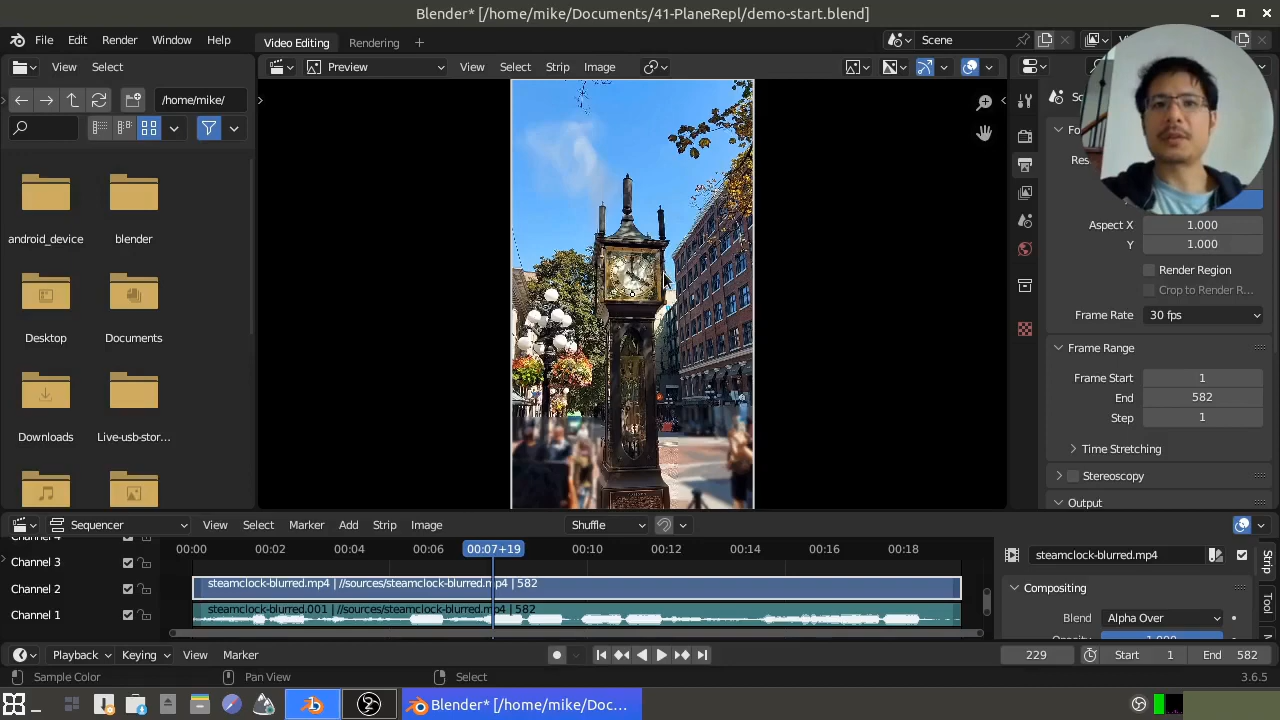 Blender* [/home/mike/Documents/41-PlaneRepl/demo-start.blend]
File Edit Render Window Help
Video Editing
Rendering
Scene
View Select
Preview
View Select Strip Image
/home/mike/
android_device
blender
Desktop
Documents
Downloads
Live-usb-stor...
Aspect X 1.000
Y 1.000
Render Region
Crop to Render R...
Frame Rate 30 fps
Frame Range
Frame Start 1
End 582
Step 1
Time Stretching
Stereoscopy
Output
Sequencer
View Select Marker Add Strip Image
Shuffle
00:00 00:02 00:04 00:06 00:07+19 00:10 00:12 00:14 00:16 00:18
Channel 3
Channel 2
Channel 1
steamclock-blurred.mp4 | //sources/steamclock-blurred.mp4 | 582
steamclock-blurred.001 | //sources/steamclock-blurred.mp4 | 582
steamclock-blurred.mp4
Compositing
Blend Alpha Over
Strip
Tool
Playback Keying View Marker
229
Start 1
End 582
Sample Color
Pan View
Select
3.6.5
Blender* [/home/mike/Doc...